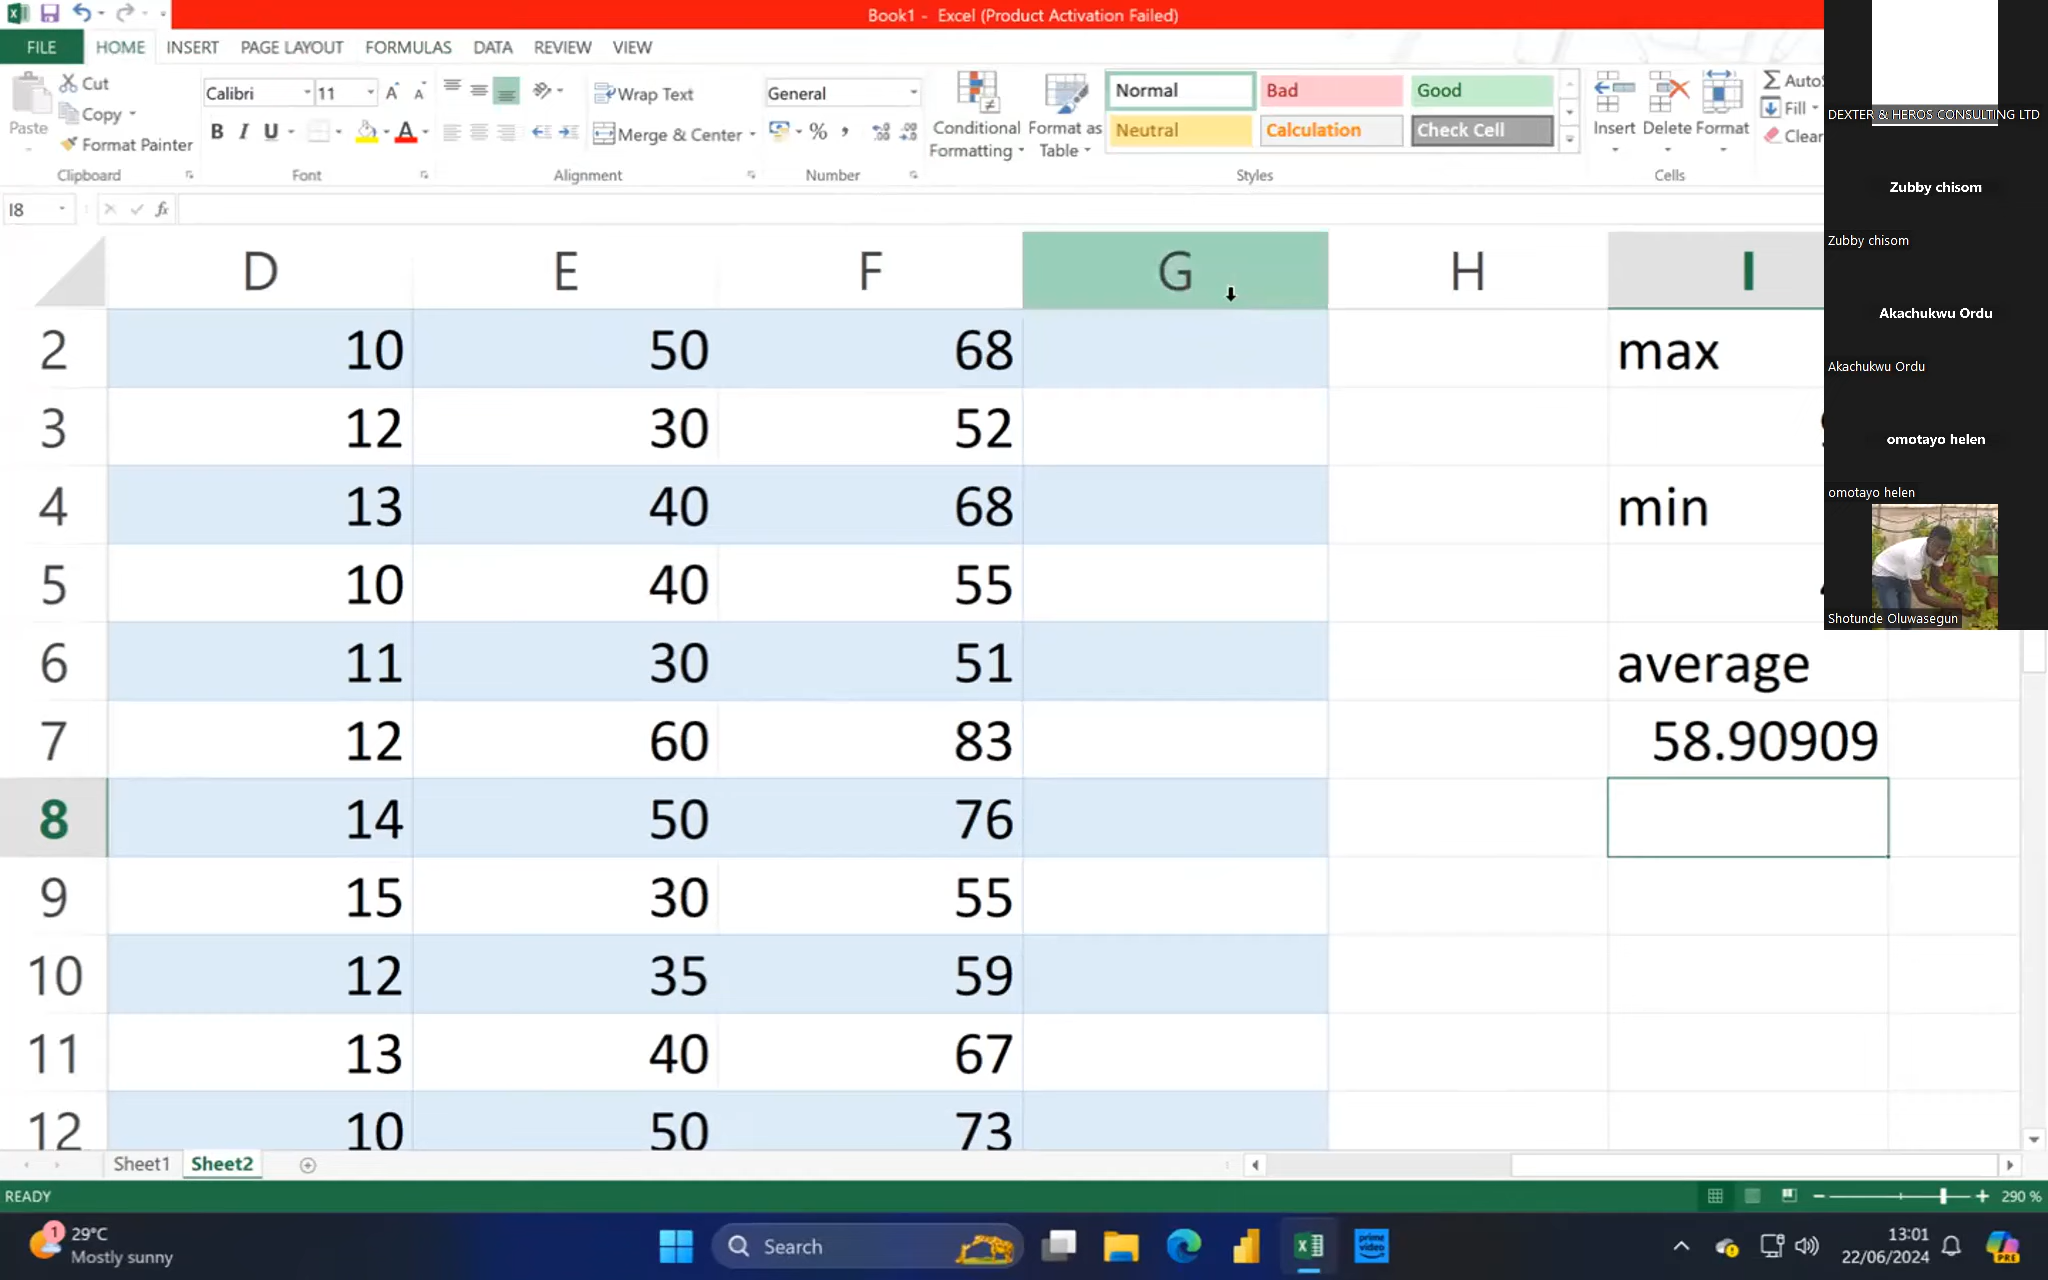 Book1 - Excel (Product Activation Failed)
FILE HOME INSERT PAGE LAYOUT FORMULAS DATA REVIEW VIEW
Paste
Cut
Copy
Format Painter
Clipboard
Calibri 11
B I U
Font
Wrap Text
Merge & Center
Alignment
General
%
Number
Conditional Formatting
Format as Table
Normal Bad Good
Neutral Calculation Check Cell
Styles
Insert Delete Format
Cells
Fill
Clear
I8 fx
D E F G H I
2 10 50 68 max
3 12 30 52
4 13 40 68 min
5 10 40 55
6 11 30 51 average
7 12 60 83 58.90909
8 14 50 76
9 15 30 55
10 12 35 59
11 13 40 67
12 10 50 73
Sheet1 Sheet2
READY
290 %
DEXTER & HEROS CONSULTING LTD
Zubby chisom
Zubby chisom
Akachukwu Ordu
Akachukwu Ordu
omotayo helen
omotayo helen
Shotunde Oluwasegun
1
29°C
Mostly sunny
Search
prime video
13:01
22/06/2024
PRE